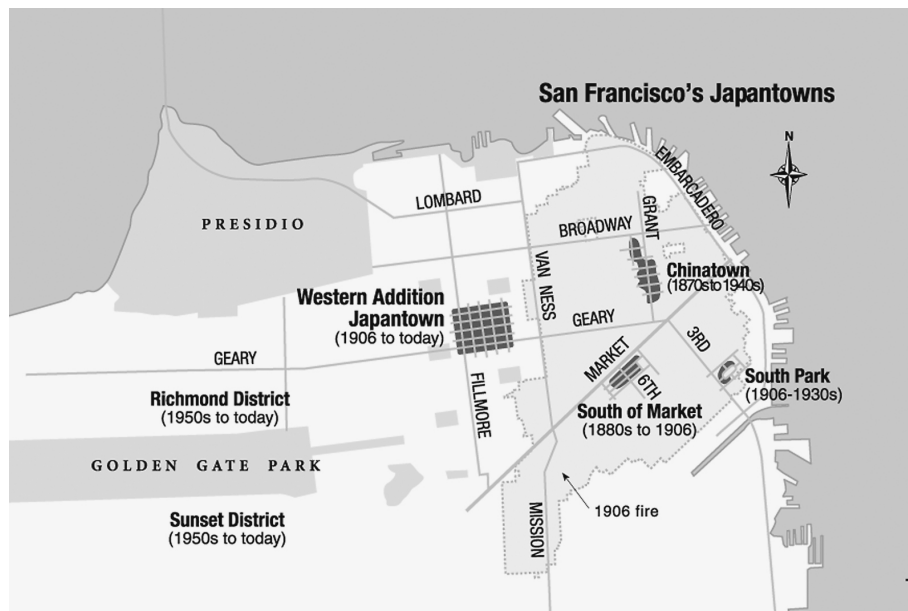 San Francisco's Japantowns
N
EMBARCADERO
LOMBARD
GRANT
PRESIDIO
BROADWAY
VAN NESS
Chinatown
(1870s to 1940s)
Western Addition
Japantown
(1906 to today)
GEARY
3RD
MARKET
GEARY
6TH
South Park
(1906-1930s)
FILLMORE
Richmond District
(1950s to today)
South of Market
(1880s to 1906)
GOLDEN GATE PARK
1906 fire
MISSION
Sunset District
(1950s to today)